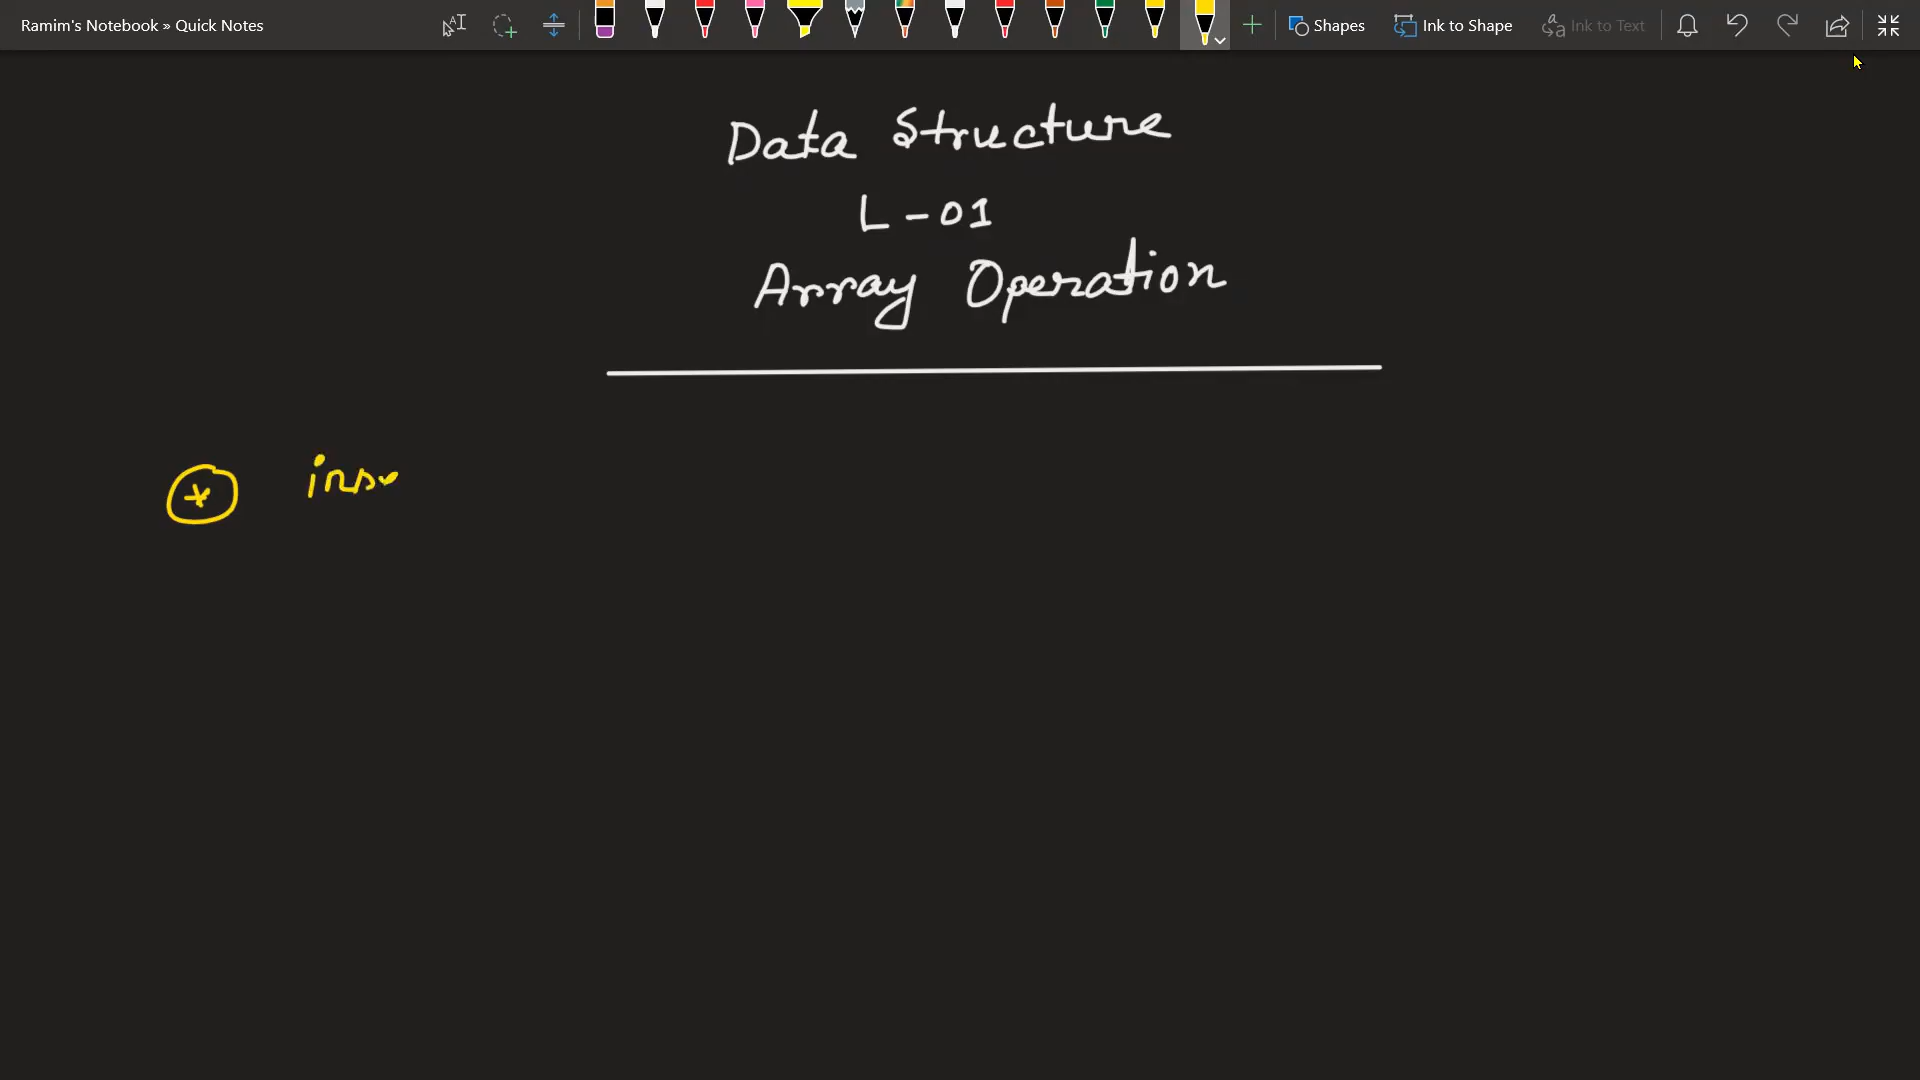 Ramim's Notebook » Quick Notes
Shapes
Ink to Shape
Ink to Text
Data Structure
L-01
Array Operation
ins